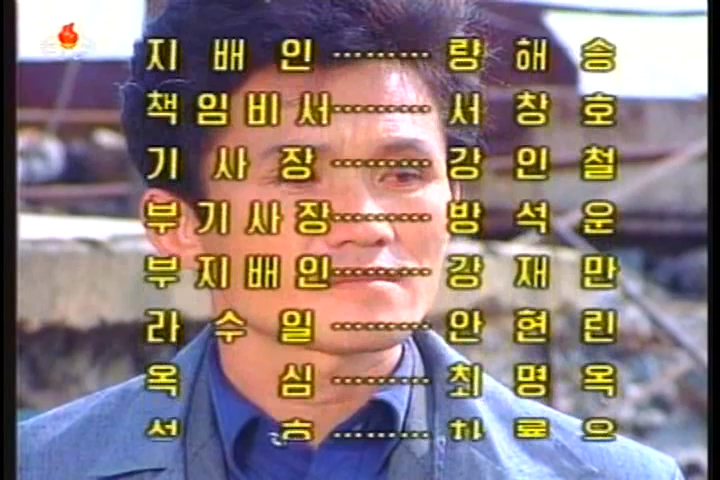 지배인………량해승
책임비서………서창호
기사장………강인철
부기사장………방석운
부지배인………강재만
라수일………안현린
옥심………최명옥